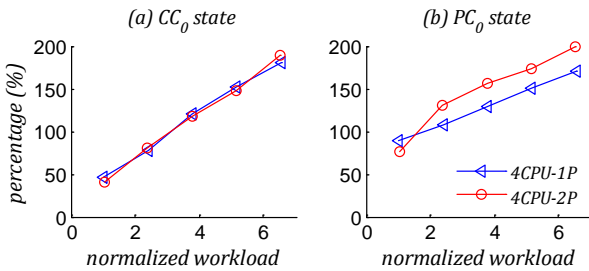 (a) CC0 state
(b) PC0 state
percentage (%)
200
150
100
50
0
0 2 4 6
normalized workload
200
150
100
50
0
0 2 4 6
normalized workload
4CPU-1P
4CPU-2P